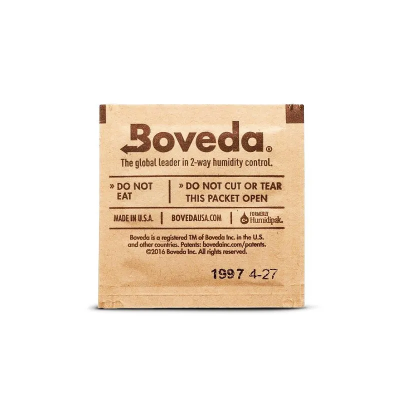 Boveda®
The global leader in 2-way humidity control.
» DO NOT EAT
» DO NOT CUT OR TEAR THIS PACKET OPEN
MADE IN U.S.A. BOVEDAUSA.COM FORMERLY Humidipak.
Boveda is a registered TM of Boveda Inc. in the U.S.
and other countries. Patents: bovedainc.com/patents.
©2016 Boveda Inc. All rights reserved.
1997 4-27